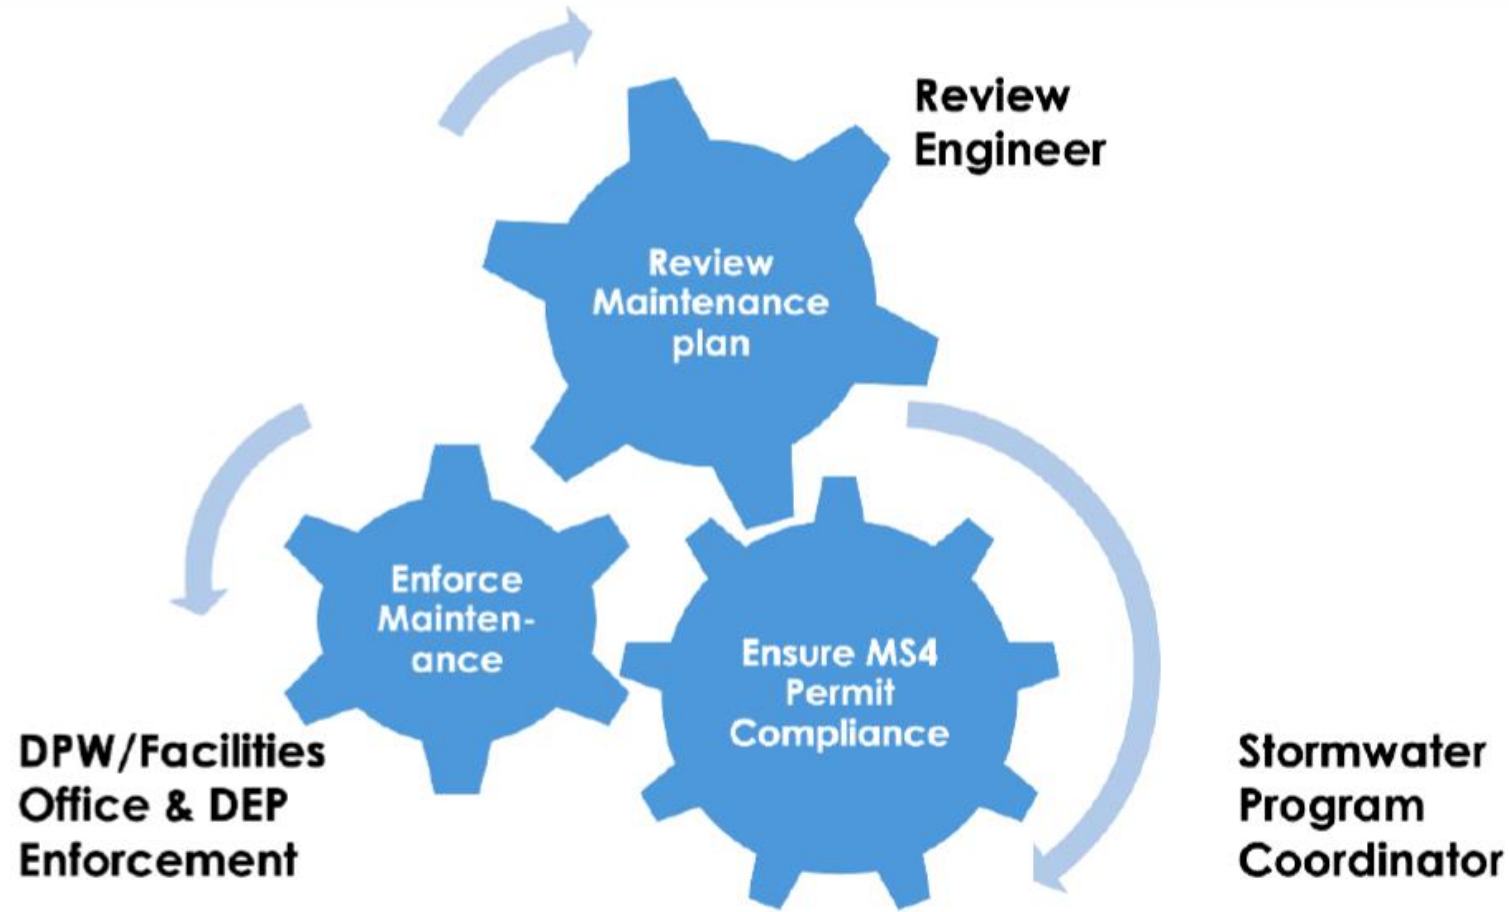 Review
Engineer
Review
Maintenance
plan
Enforce
Mainten-
ance
Ensure MS4
Permit
Compliance
DPW/Facilities
Office & DEP
Enforcement
Stormwater
Program
Coordinator